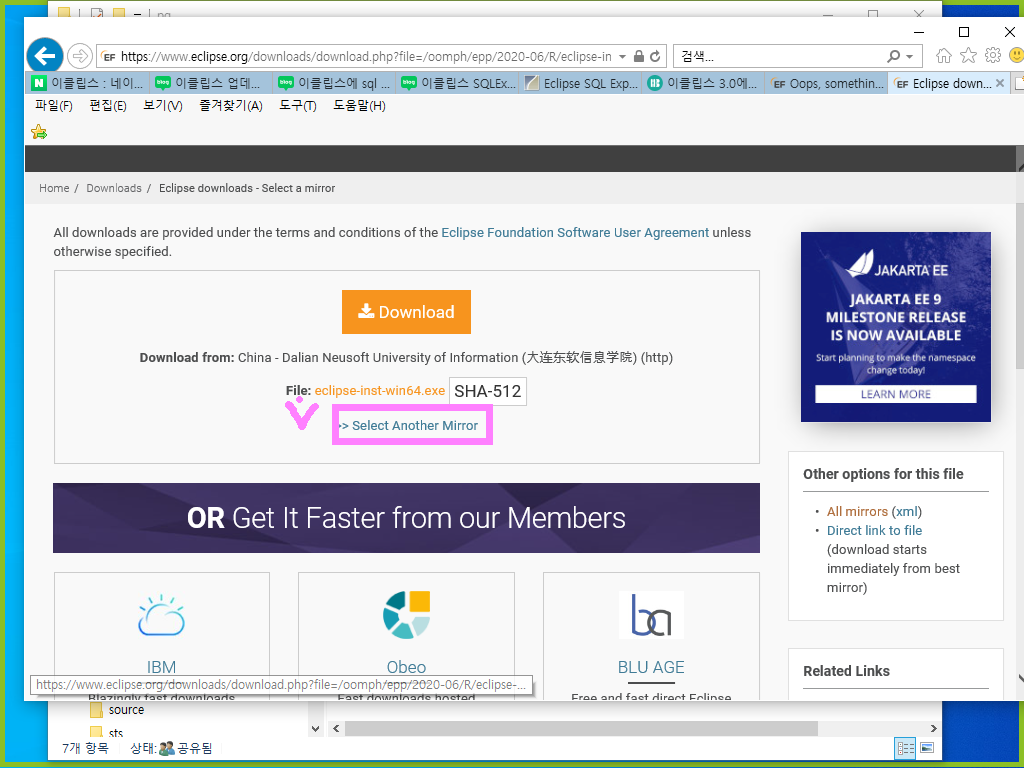 https://www.eclipse.org/downloads/download.php?file=/oomph/epp/2020-06/R/eclipse-in
검색...
이클립스 : 네이...
이클립스 업데...
이클립스에 sql ...
이클립스 SQLEx...
Eclipse SQL Exp...
이클립스 3.0에...
Oops, somethin...
Eclipse down...
파일(F) 편집(E) 보기(V) 즐겨찾기(A) 도구(T) 도움말(H)
Home / Downloads / Eclipse downloads - Select a mirror
All downloads are provided under the terms and conditions of the Eclipse Foundation Software User Agreement unless
otherwise specified.
Download
Download from: China - Dalian Neusoft University of Information (大连东软信息学院) (http)
File: eclipse-inst-win64.exe SHA-512
> Select Another Mirror
OR Get It Faster from our Members
IBM
Obeo
BLU AGE
Blazingly fast downloads
Fast downloads hosted
Free and fast direct Eclipse
JAKARTA EE
JAKARTA EE 9
MILESTONE RELEASE
IS NOW AVAILABLE
Start planning to make the namespace
change today!
LEARN MORE
Other options for this file
All mirrors (xml)
Direct link to file
(download starts
immediately from best
mirror)
Related Links
https://www.eclipse.org/downloads/download.php?file=/oomph/epp/2020-06/R/eclipse-...
source
sts
7개 항목 상태: 공유됨